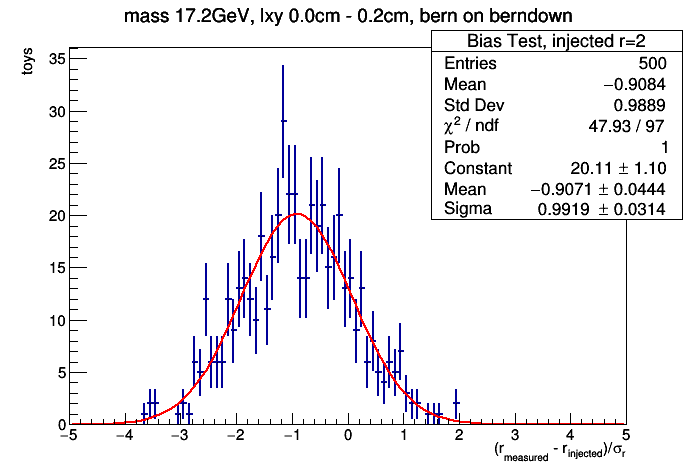 mass 17.2GeV, lxy 0.0cm - 0.2cm, bern on berndown
Bias Test, injected r=2
Entries 500
Mean −0.9084
Std Dev 0.9889
χ² / ndf 47.93 / 97
Prob 1
Constant 20.11 ± 1.10
Mean −0.9071 ± 0.0444
Sigma 0.9919 ± 0.0314
toys
35
30
25
20
15
10
5
0
−5 −4 −3 −2 −1 0 1 2 3 4 5
(r_measured - r_injected)/σ_r